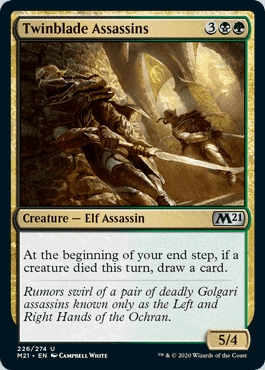 Twinblade Assassins 3
Creature — Elf Assassin M21
At the beginning of your end step, if a
creature died this turn, draw a card.
Rumors swirl of a pair of deadly Golgari
assassins known only as the Left and
Right Hands of the Ochran.
5/4
226/274 U
M21 • EN CAMPBELL WHITE ™ & © 2020 Wizards of the Coast